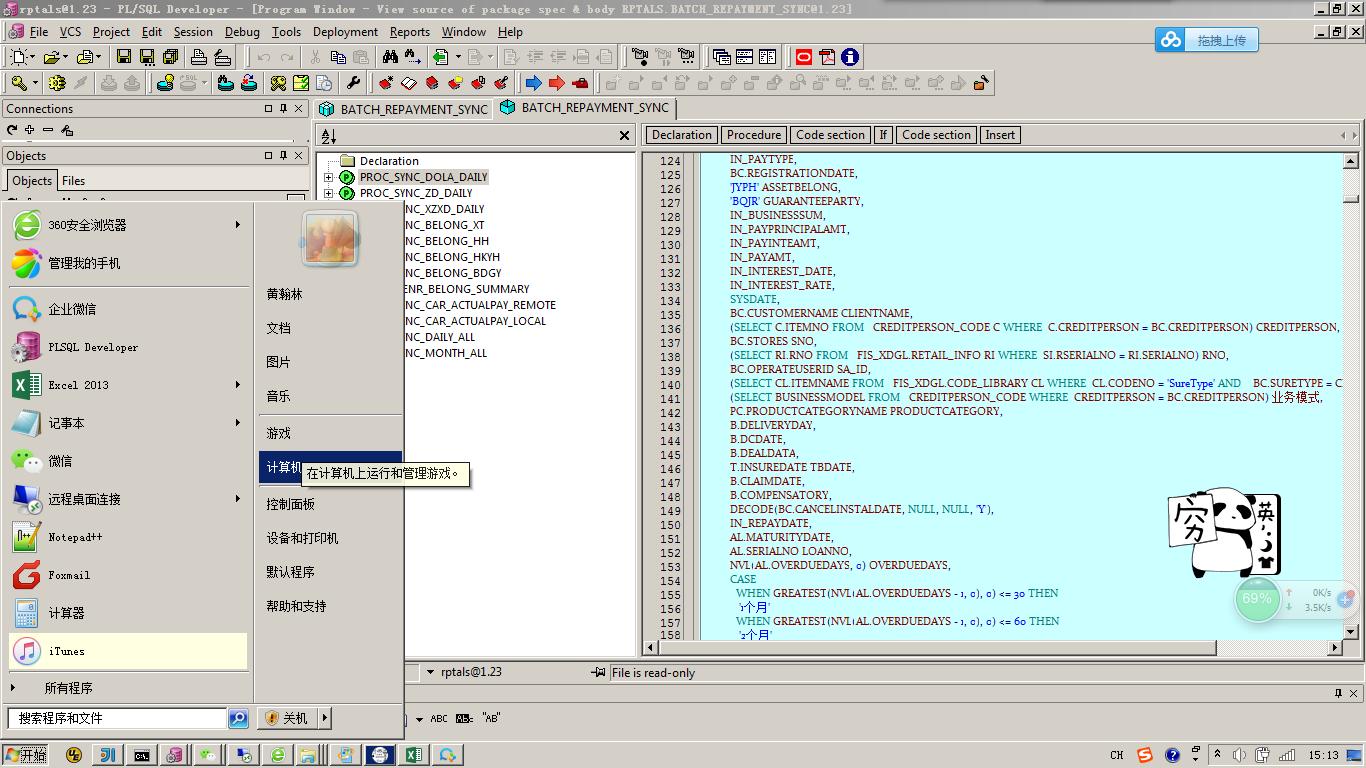 rptals@1.23 - PL/SQL Developer - [Program Window - View source of package spec & body RPTALS.BATCH_REPAYMENT_SYNC@1.23]
File VCS Project Edit Session Debug Tools Deployment Reports Window Help
拖拽上传
Connections
Objects
Objects Files
BATCH_REPAYMENT_SYNC BATCH_REPAYMENT_SYNC
Declaration Procedure Code section If Code section Insert
Declaration
PROC_SYNC_DOLA_DAILY
PROC_SYNC_ZD_DAILY
NC_XZXD_DAILY
NC_BELONG_XT
NC_BELONG_HH
NC_BELONG_HKYH
NC_BELONG_BDGY
ENR_BELONG_SUMMARY
NC_CAR_ACTUALPAY_REMOTE
NC_CAR_ACTUALPAY_LOCAL
NC_DAILY_ALL
NC_MONTH_ALL
124 IN_PAYTYPE,
125 BC.REGISTRATIONDATE,
126 'JYPH' ASSETBELONG,
127 'BQJR' GUARANTEEPARTY,
128 IN_BUSINESSSUM,
129 IN_PAYPRINCIPALAMT,
130 IN_PAYINTEAMT,
131 IN_PAYAMT,
132 IN_INTEREST_DATE,
133 IN_INTEREST_RATE,
134 SYSDATE,
135 BC.CUSTOMERNAME CLIENTNAME,
136 (SELECT C.ITEMNO FROM CREDITPERSON_CODE C WHERE C.CREDITPERSON = BC.CREDITPERSON) CREDITPERSON,
137 BC.STORES SNO,
138 (SELECT RI.RNO FROM FIS_XDGL.RETAIL_INFO RI WHERE SI.RSERIALNO = RI.SERIALNO) RNO,
139 BC.OPERATEUSERID SA_ID,
140 (SELECT CL.ITEMNAME FROM FIS_XDGL.CODE_LIBRARY CL WHERE CL.CODENO = 'SureType' AND BC.SURETYPE = C
141 (SELECT BUSINESSMODEL FROM CREDITPERSON_CODE WHERE CREDITPERSON = BC.CREDITPERSON) 业务模式,
142 PC.PRODUCTCATEGORYNAME PRODUCTCATEGORY,
143 B.DELIVERYDAY,
144 B.DCDATE,
145 B.DEALDATA,
146 T.INSUREDATE TBDATE,
147 B.CLAIMDATE,
148 B.COMPENSATORY,
149 DECODE(BC.CANCELINSTALDATE, NULL, NULL, 'Y'),
150 IN_REPAYDATE,
151 AL.MATURITYDATE,
152 AL.SERIALNO LOANNO,
153 NVL(AL.OVERDUEDAYS, 0) OVERDUEDAYS,
154 CASE
155 WHEN GREATEST(NVL(AL.OVERDUEDAYS - 1, 0), 0) <= 30 THEN
156 '1个月'
157 WHEN GREATEST(NVL(AL.OVERDUEDAYS - 1, 0), 0) <= 60 THEN
158 '2个月'
360安全浏览器
管理我的手机
企业微信
PLSQL Developer
Excel 2013
记事本
微信
远程桌面连接
Notepad++
Foxmail
计算器
iTunes
所有程序
搜索程序和文件
黄翰林
文档
图片
音乐
游戏
计算机
在计算机上运行和管理游戏。
控制面板
设备和打印机
默认程序
帮助和支持
关机
穷
英
69% 0K/s
3.5K/s
rptals@1.23 File is read-only
ABC ABC "AB"
开始
CH
15:13